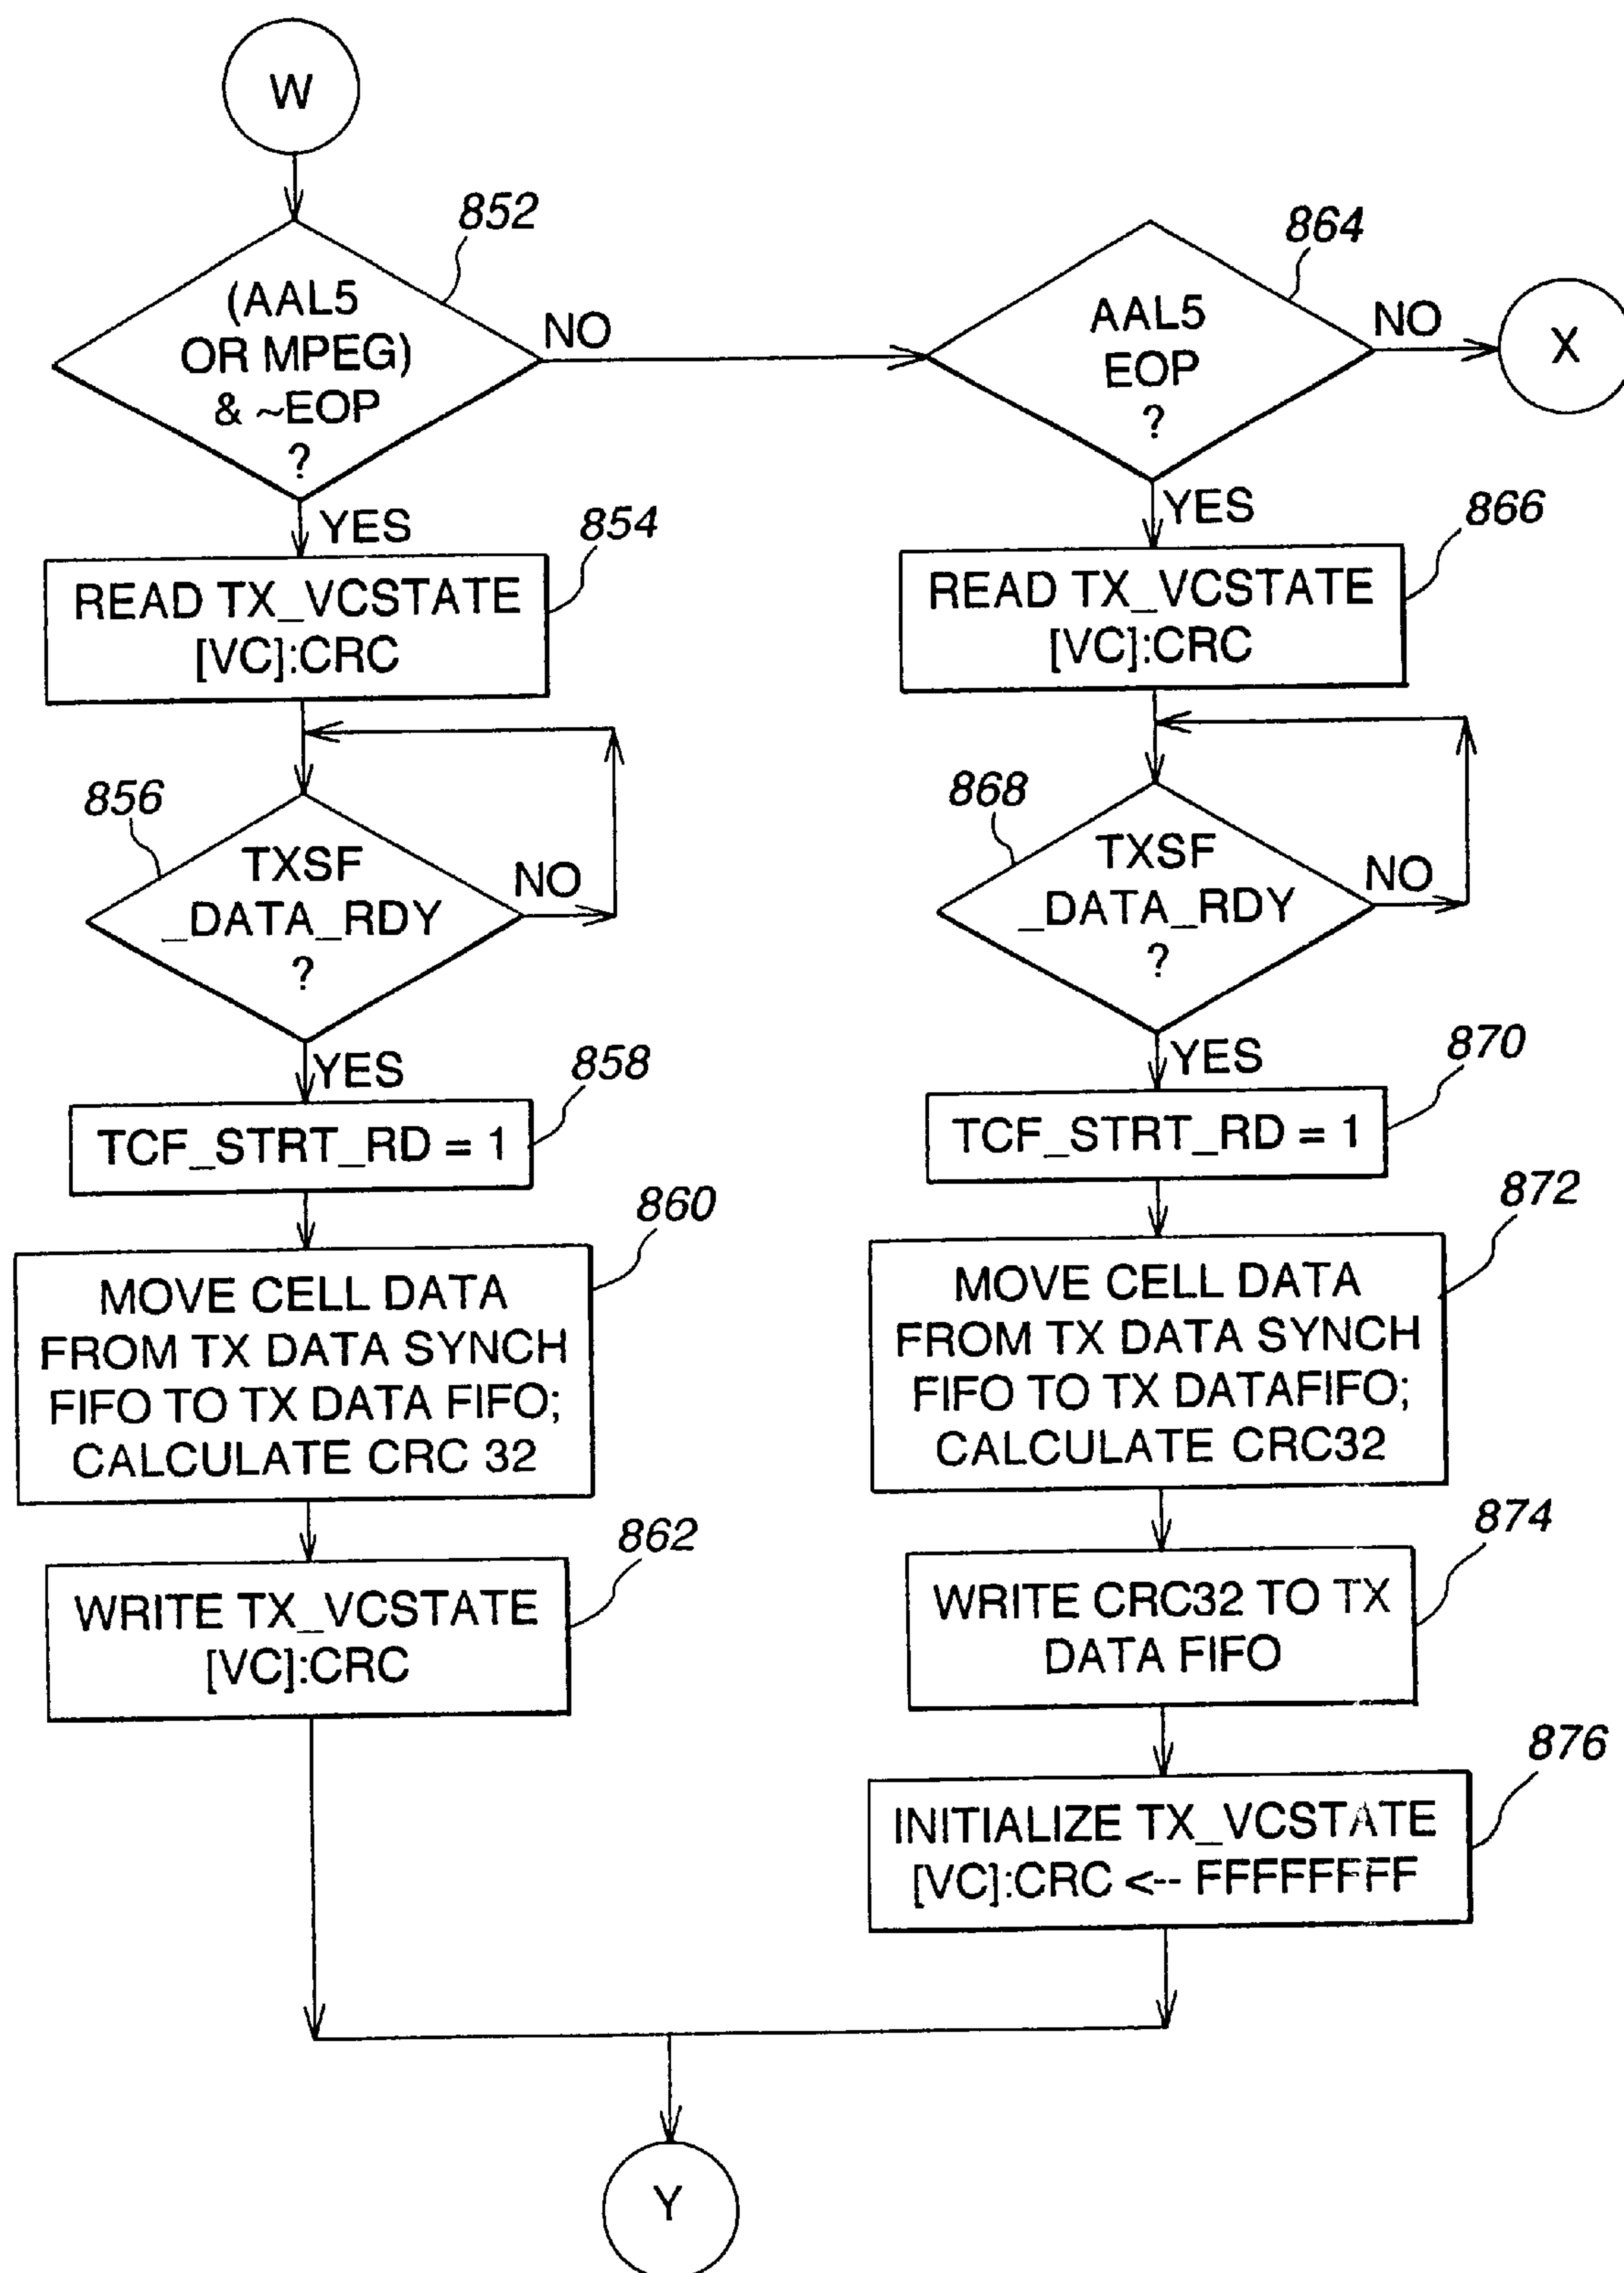 W
852
(AAL5
OR MPEG)
& ~EOP
?
NO
YES
854
READ TX_VCSTATE
[VC]:CRC
856
TXSF
_DATA_RDY
?
NO
YES
858
TCF_STRT_RD = 1
860
MOVE CELL DATA
FROM TX DATA SYNCH
FIFO TO TX DATA FIFO;
CALCULATE CRC 32
862
WRITE TX_VCSTATE
[VC]:CRC
864
AAL5
EOP
?
NO
X
YES
866
READ TX_VCSTATE
[VC]:CRC
868
TXSF
_DATA_RDY
?
NO
YES
870
TCF_STRT_RD = 1
872
MOVE CELL DATA
FROM TX DATA SYNCH
FIFO TO TX DATAFIFO;
CALCULATE CRC32
874
WRITE CRC32 TO TX
DATA FIFO
876
INITIALIZE TX_VCSTATE
[VC]:CRC <-- FFFFFFFF
Y